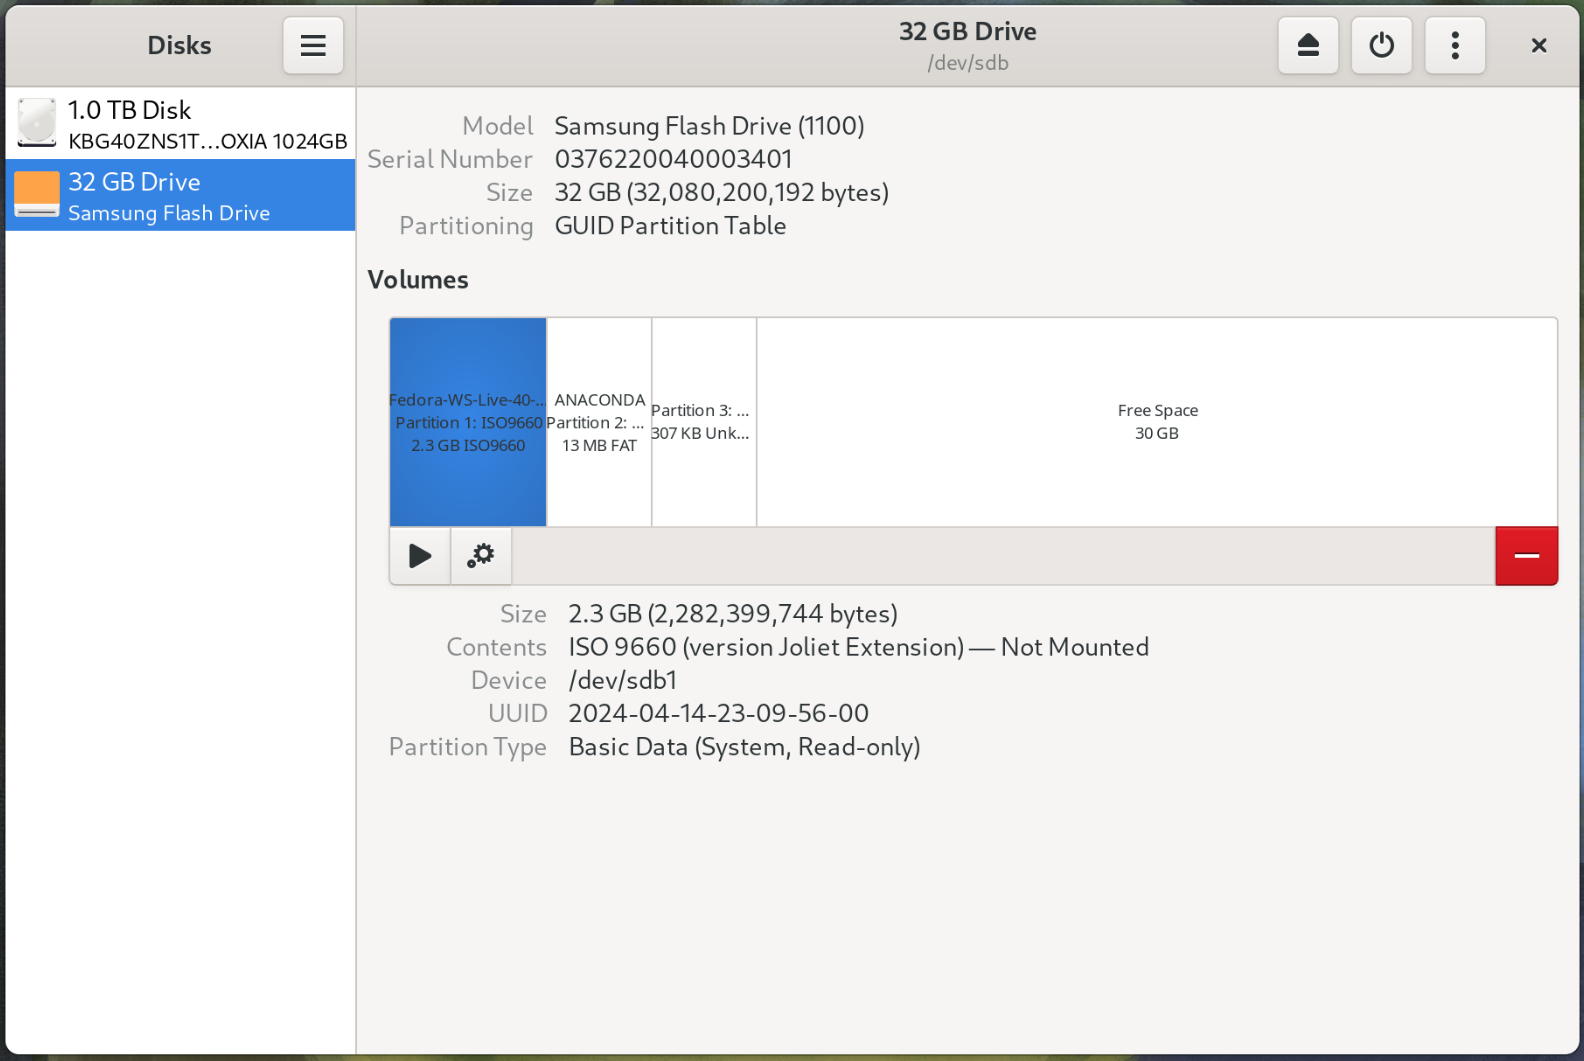 Disks
32 GB Drive
/dev/sdb
1.0 TB Disk
KBG40ZNS1T…OXIA 1024GB
32 GB Drive
Samsung Flash Drive
Model Samsung Flash Drive (1100)
Serial Number 0376220040003401
Size 32 GB (32,080,200,192 bytes)
Partitioning GUID Partition Table
Volumes
Fedora-WS-Live-40-…
Partition 1: ISO9660
2.3 GB ISO9660
ANACONDA
Partition 2: …
13 MB FAT
Partition 3: …
307 KB Unk…
Free Space
30 GB
Size 2.3 GB (2,282,399,744 bytes)
Contents ISO 9660 (version Joliet Extension) — Not Mounted
Device /dev/sdb1
UUID 2024-04-14-23-09-56-00
Partition Type Basic Data (System, Read-only)